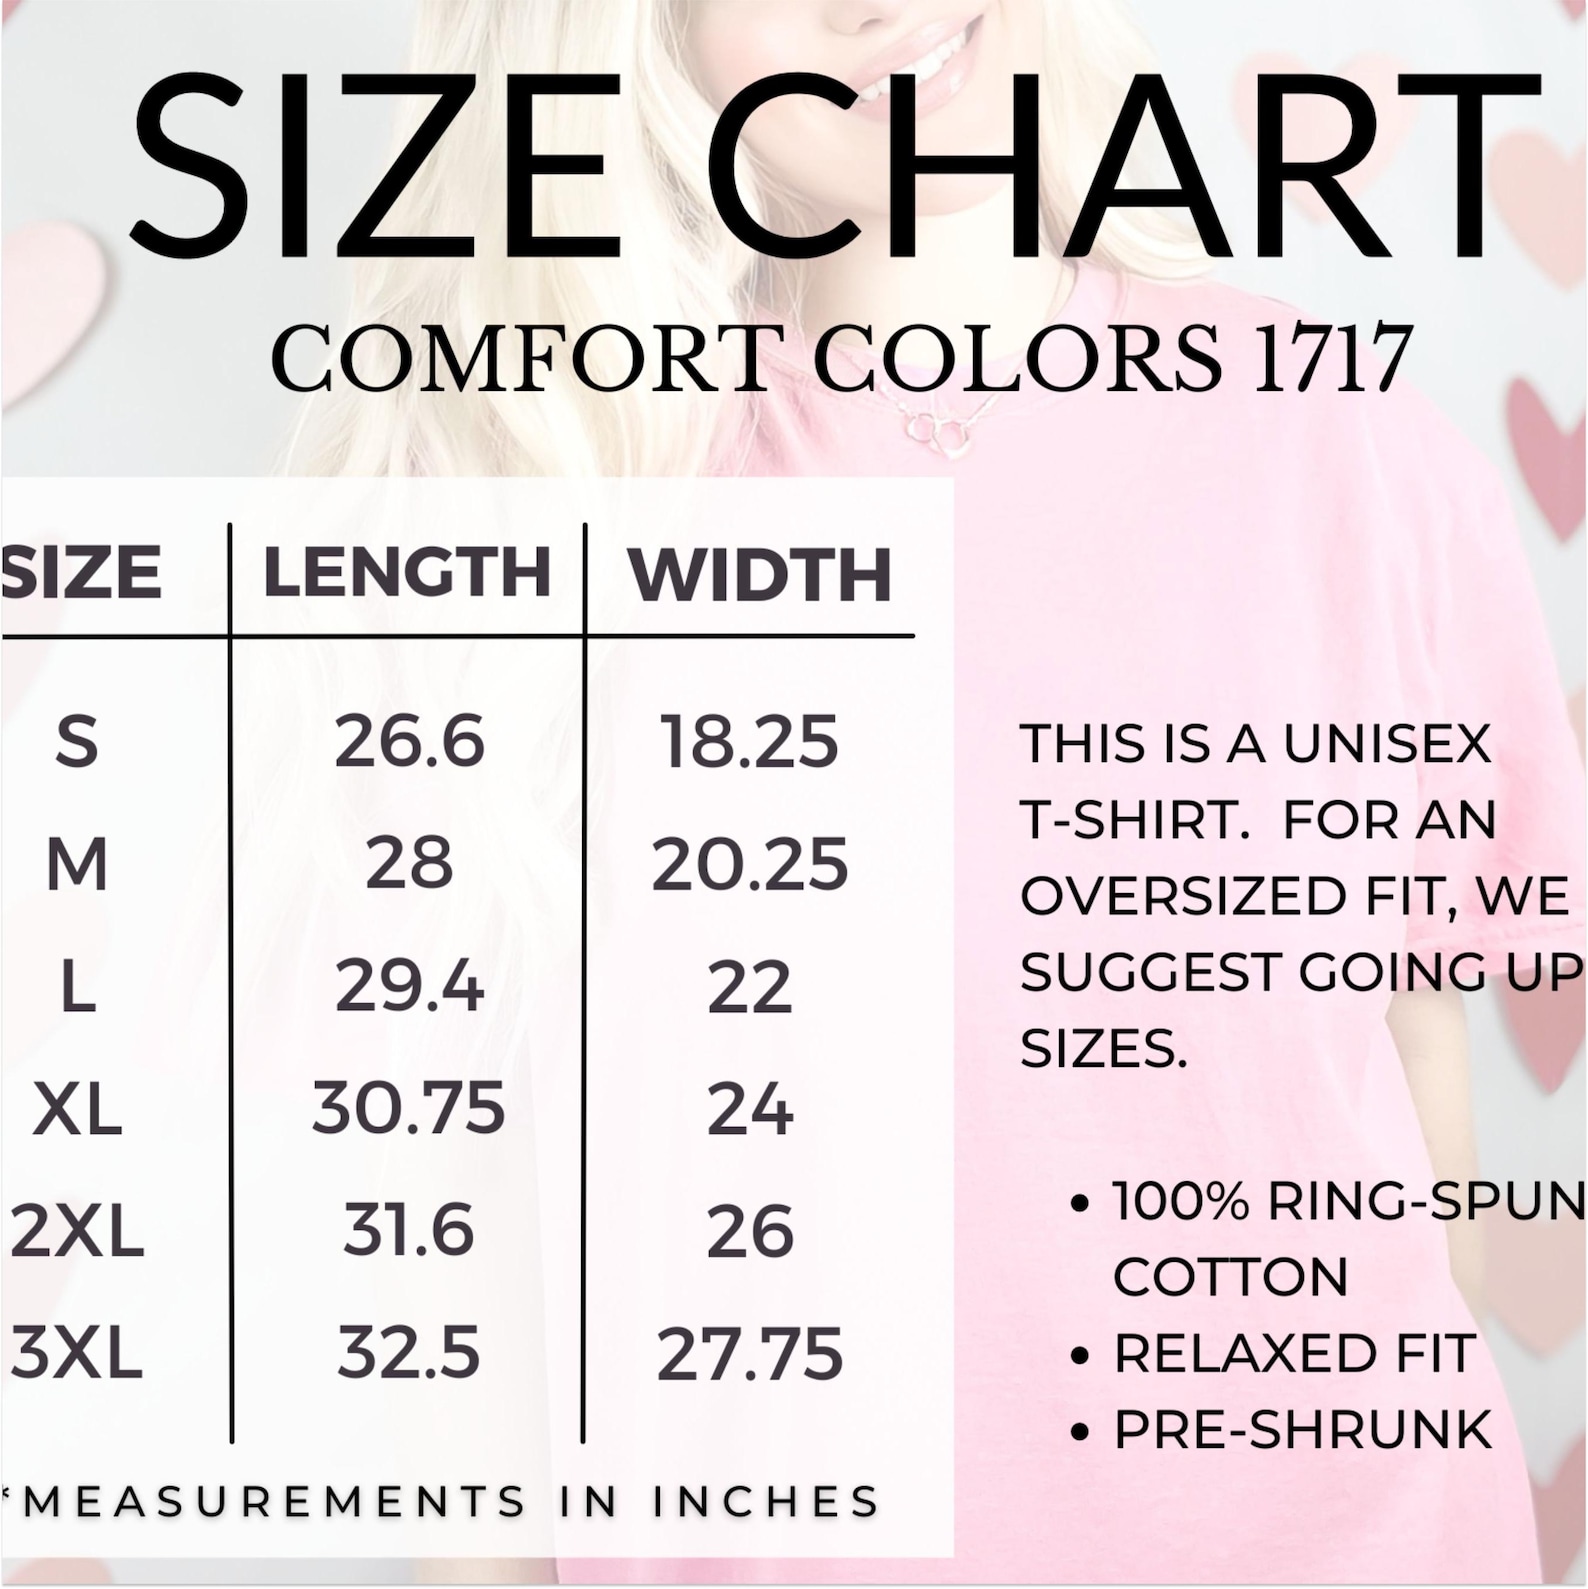 SIZE CHART
COMFORT COLORS 1717
SIZE LENGTH WIDTH
S 26.6 18.25
M 28 20.25
L 29.4 22
XL 30.75 24
2XL 31.6 26
3XL 32.5 27.75
*MEASUREMENTS IN INCHES
THIS IS A UNISEX
T-SHIRT. FOR AN
OVERSIZED FIT, WE
SUGGEST GOING UP
SIZES.
• 100% RING-SPUN
COTTON
• RELAXED FIT
• PRE-SHRUNK